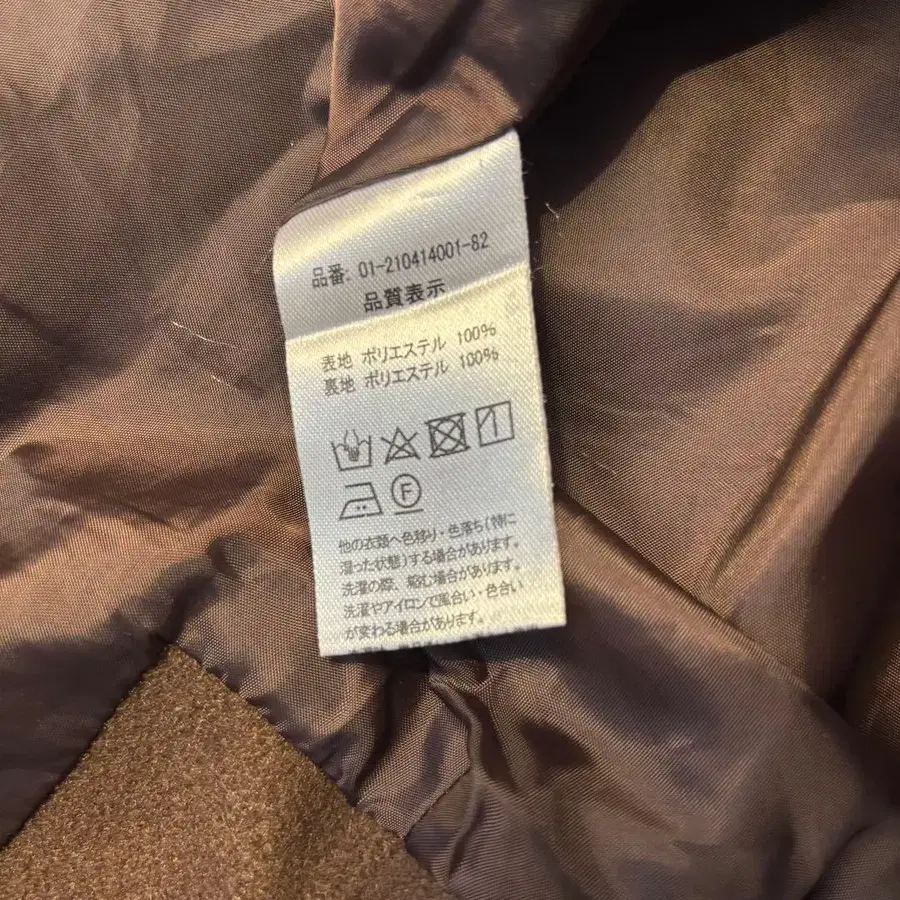 品番: 01-210414001-82
品質表示
表地 ポリエステル 100%
裏地 ポリエステル 100%
F
他の衣類へ色移り・色落ち(特に
湿った状態)する場合があります。
洗濯の際、縮む場合があります。
洗濯やアイロンで風合い・色合い
が変わる場合があります。